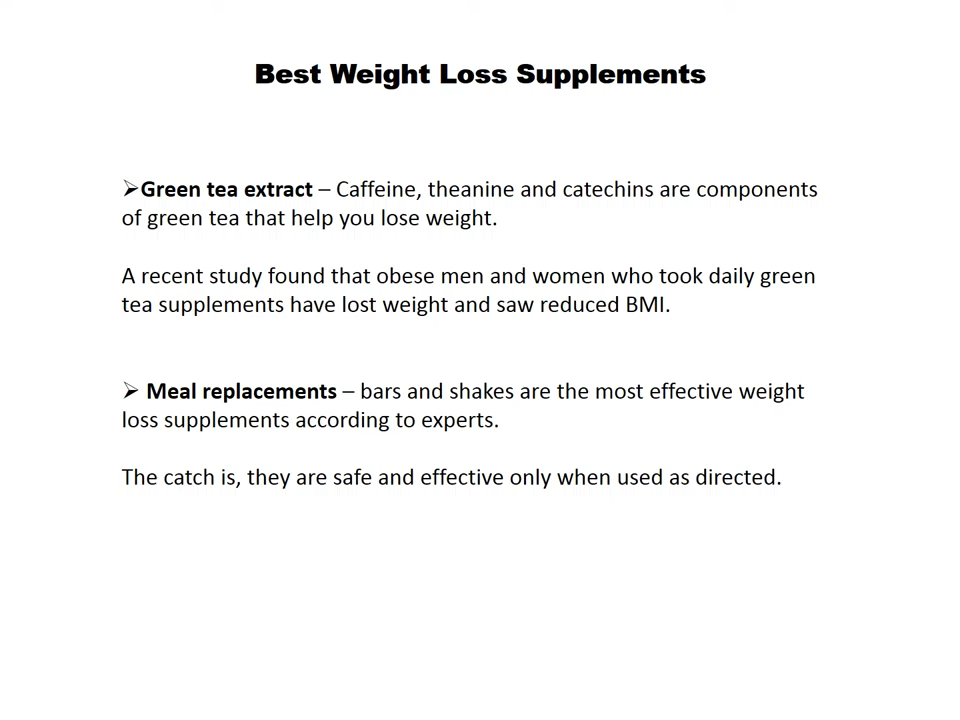 Best Weight Loss Supplements
➢Green tea extract – Caffeine, theanine and catechins are components
of green tea that help you lose weight.
A recent study found that obese men and women who took daily green
tea supplements have lost weight and saw reduced BMI.
➢ Meal replacements – bars and shakes are the most effective weight
loss supplements according to experts.
The catch is, they are safe and effective only when used as directed.